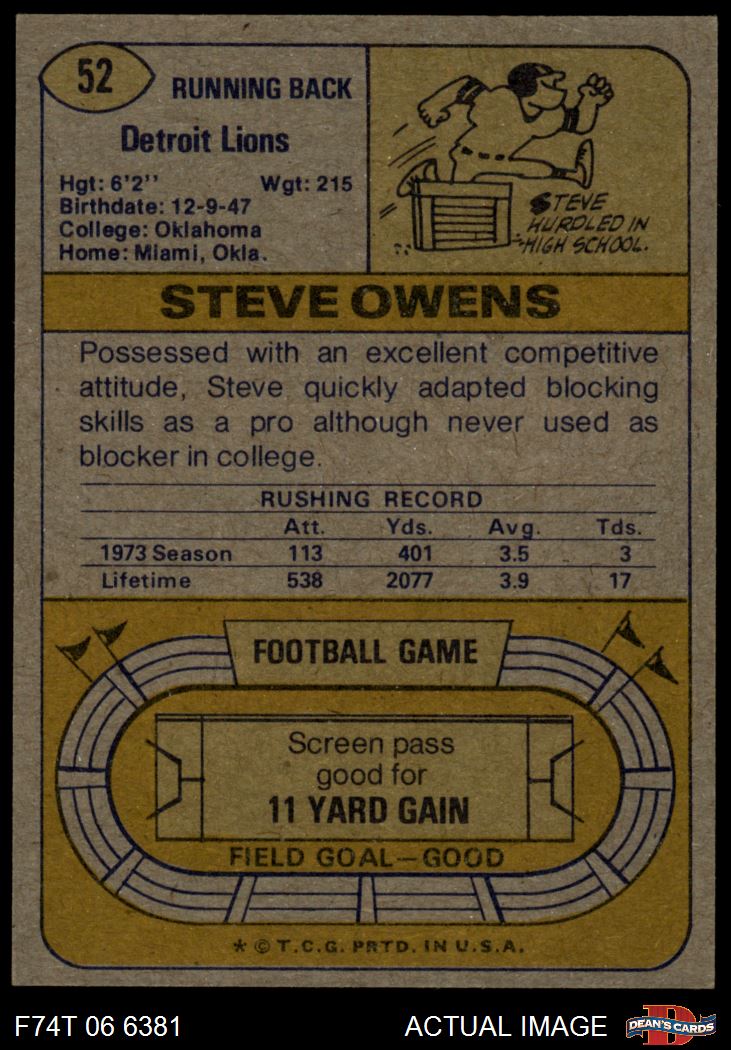 52
RUNNING BACK
Detroit Lions
Hgt: 6'2'' Wgt: 215
Birthdate: 12-9-47
College: Oklahoma
Home: Miami, Okla.
STEVE
HURDLED IN
HIGH SCHOOL.
STEVE OWENS
Possessed with an excellent competitive
attitude, Steve quickly adapted blocking
skills as a pro although never used as
blocker in college.
RUSHING RECORD
Att. Yds. Avg. Tds.
1973 Season 113 401 3.5 3
Lifetime 538 2077 3.9 17
FOOTBALL GAME
Screen pass
good for
11 YARD GAIN
FIELD GOAL—GOOD
* © T.C.G. PRTD. IN U.S.A.
F74T 06 6381 ACTUAL IMAGE
D
DEAN'S CARDS